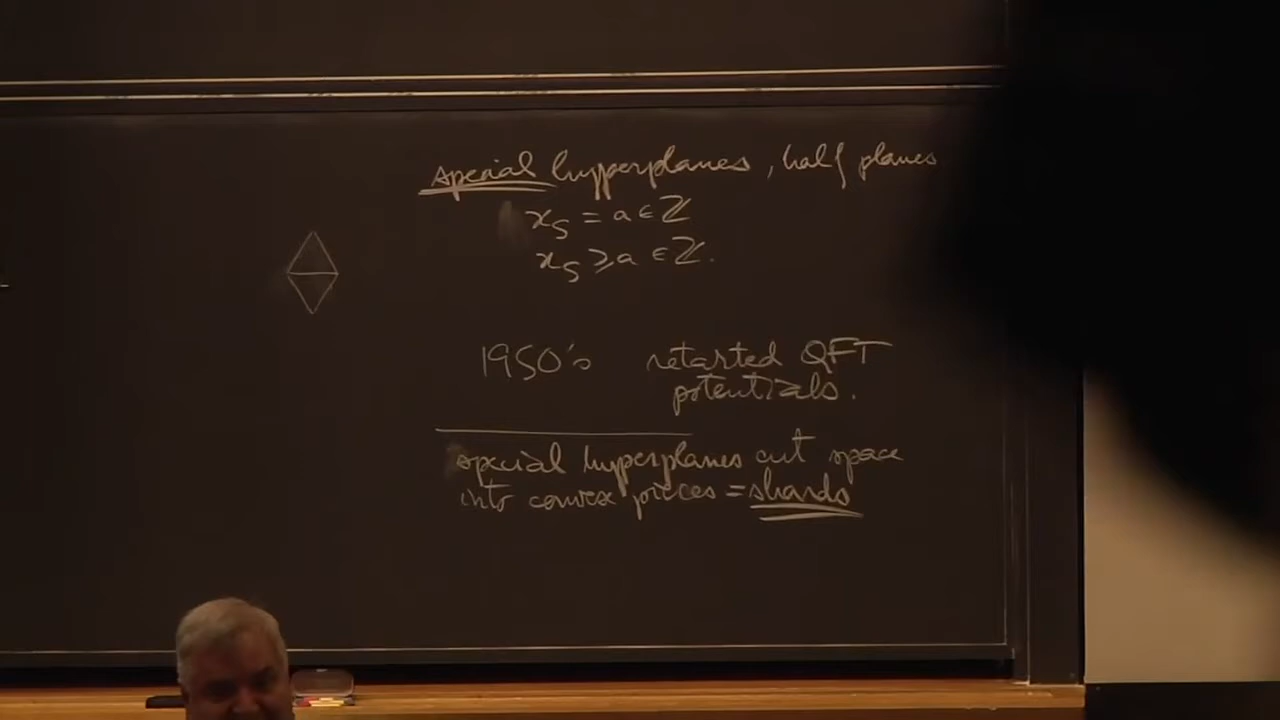 special hyperplanes, half planes
x_S = a ∈ ℤ
x_S ⩾ a ∈ ℤ.
1950's retarted QFT
potentials.
special hyperplanes cut space
into convex pieces = shards